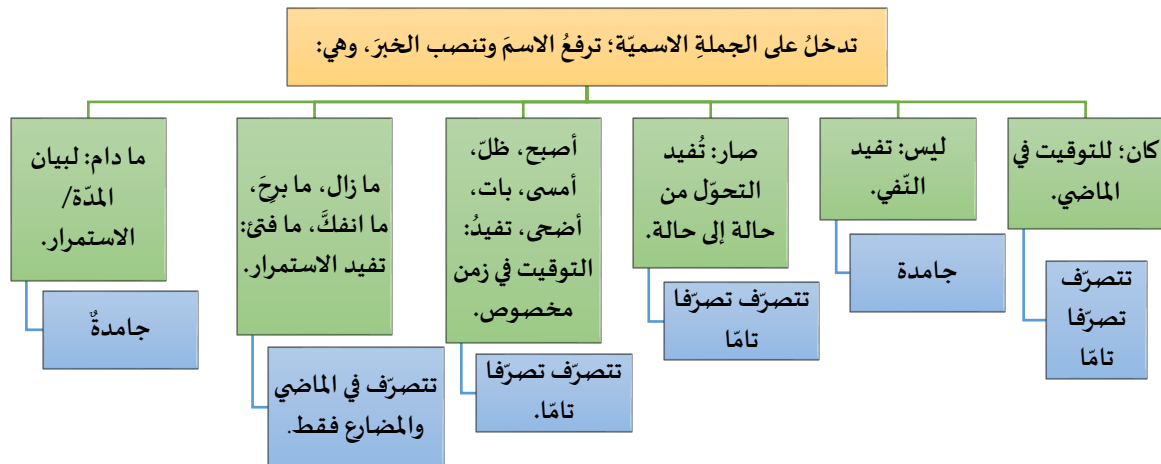 تدخلُ على الجملةِ الاسميّة؛ ترفعُ الاسمَ وتنصب الخبرَ، وهي:
كان؛ للتوقيت في
الماضي.
تتصرّف
تصرّفا
تامّا
ليس: تفيد
النّفي.
جامدة
صار: تُفيد
التحوّل من
حالة إلى حالة.
تتصرّف تصرّفا
تامّا
أصبح، ظلّ،
أمسى، بات،
أضحى، تفيدُ:
التوقيت في زمن
مخصوص.
تتصرّف تصرّفا
تامّا.
ما زال، ما برِحَ،
ما انفكَّ، ما فتئ:
تفيد الاستمرار.
تتصرّف في الماضي
والمضارع فقط.
ما دام: لبيان
المدّة/
الاستمرار.
جامدةٌ